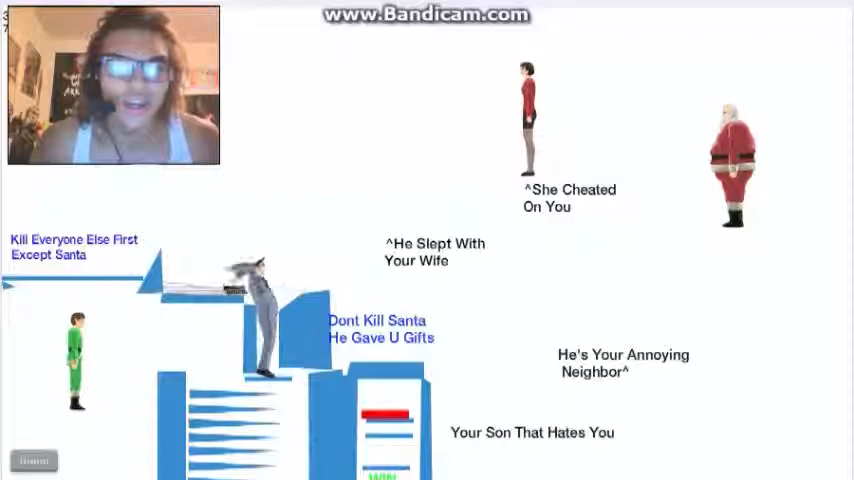 www.Bandicam.com
^She Cheated
On You
Kill Everyone Else First
Except Santa
^He Slept With
Your Wife
Dont Kill Santa
He Gave U Gifts
He's Your Annoying
Neighbor^
Your Son That Hates You